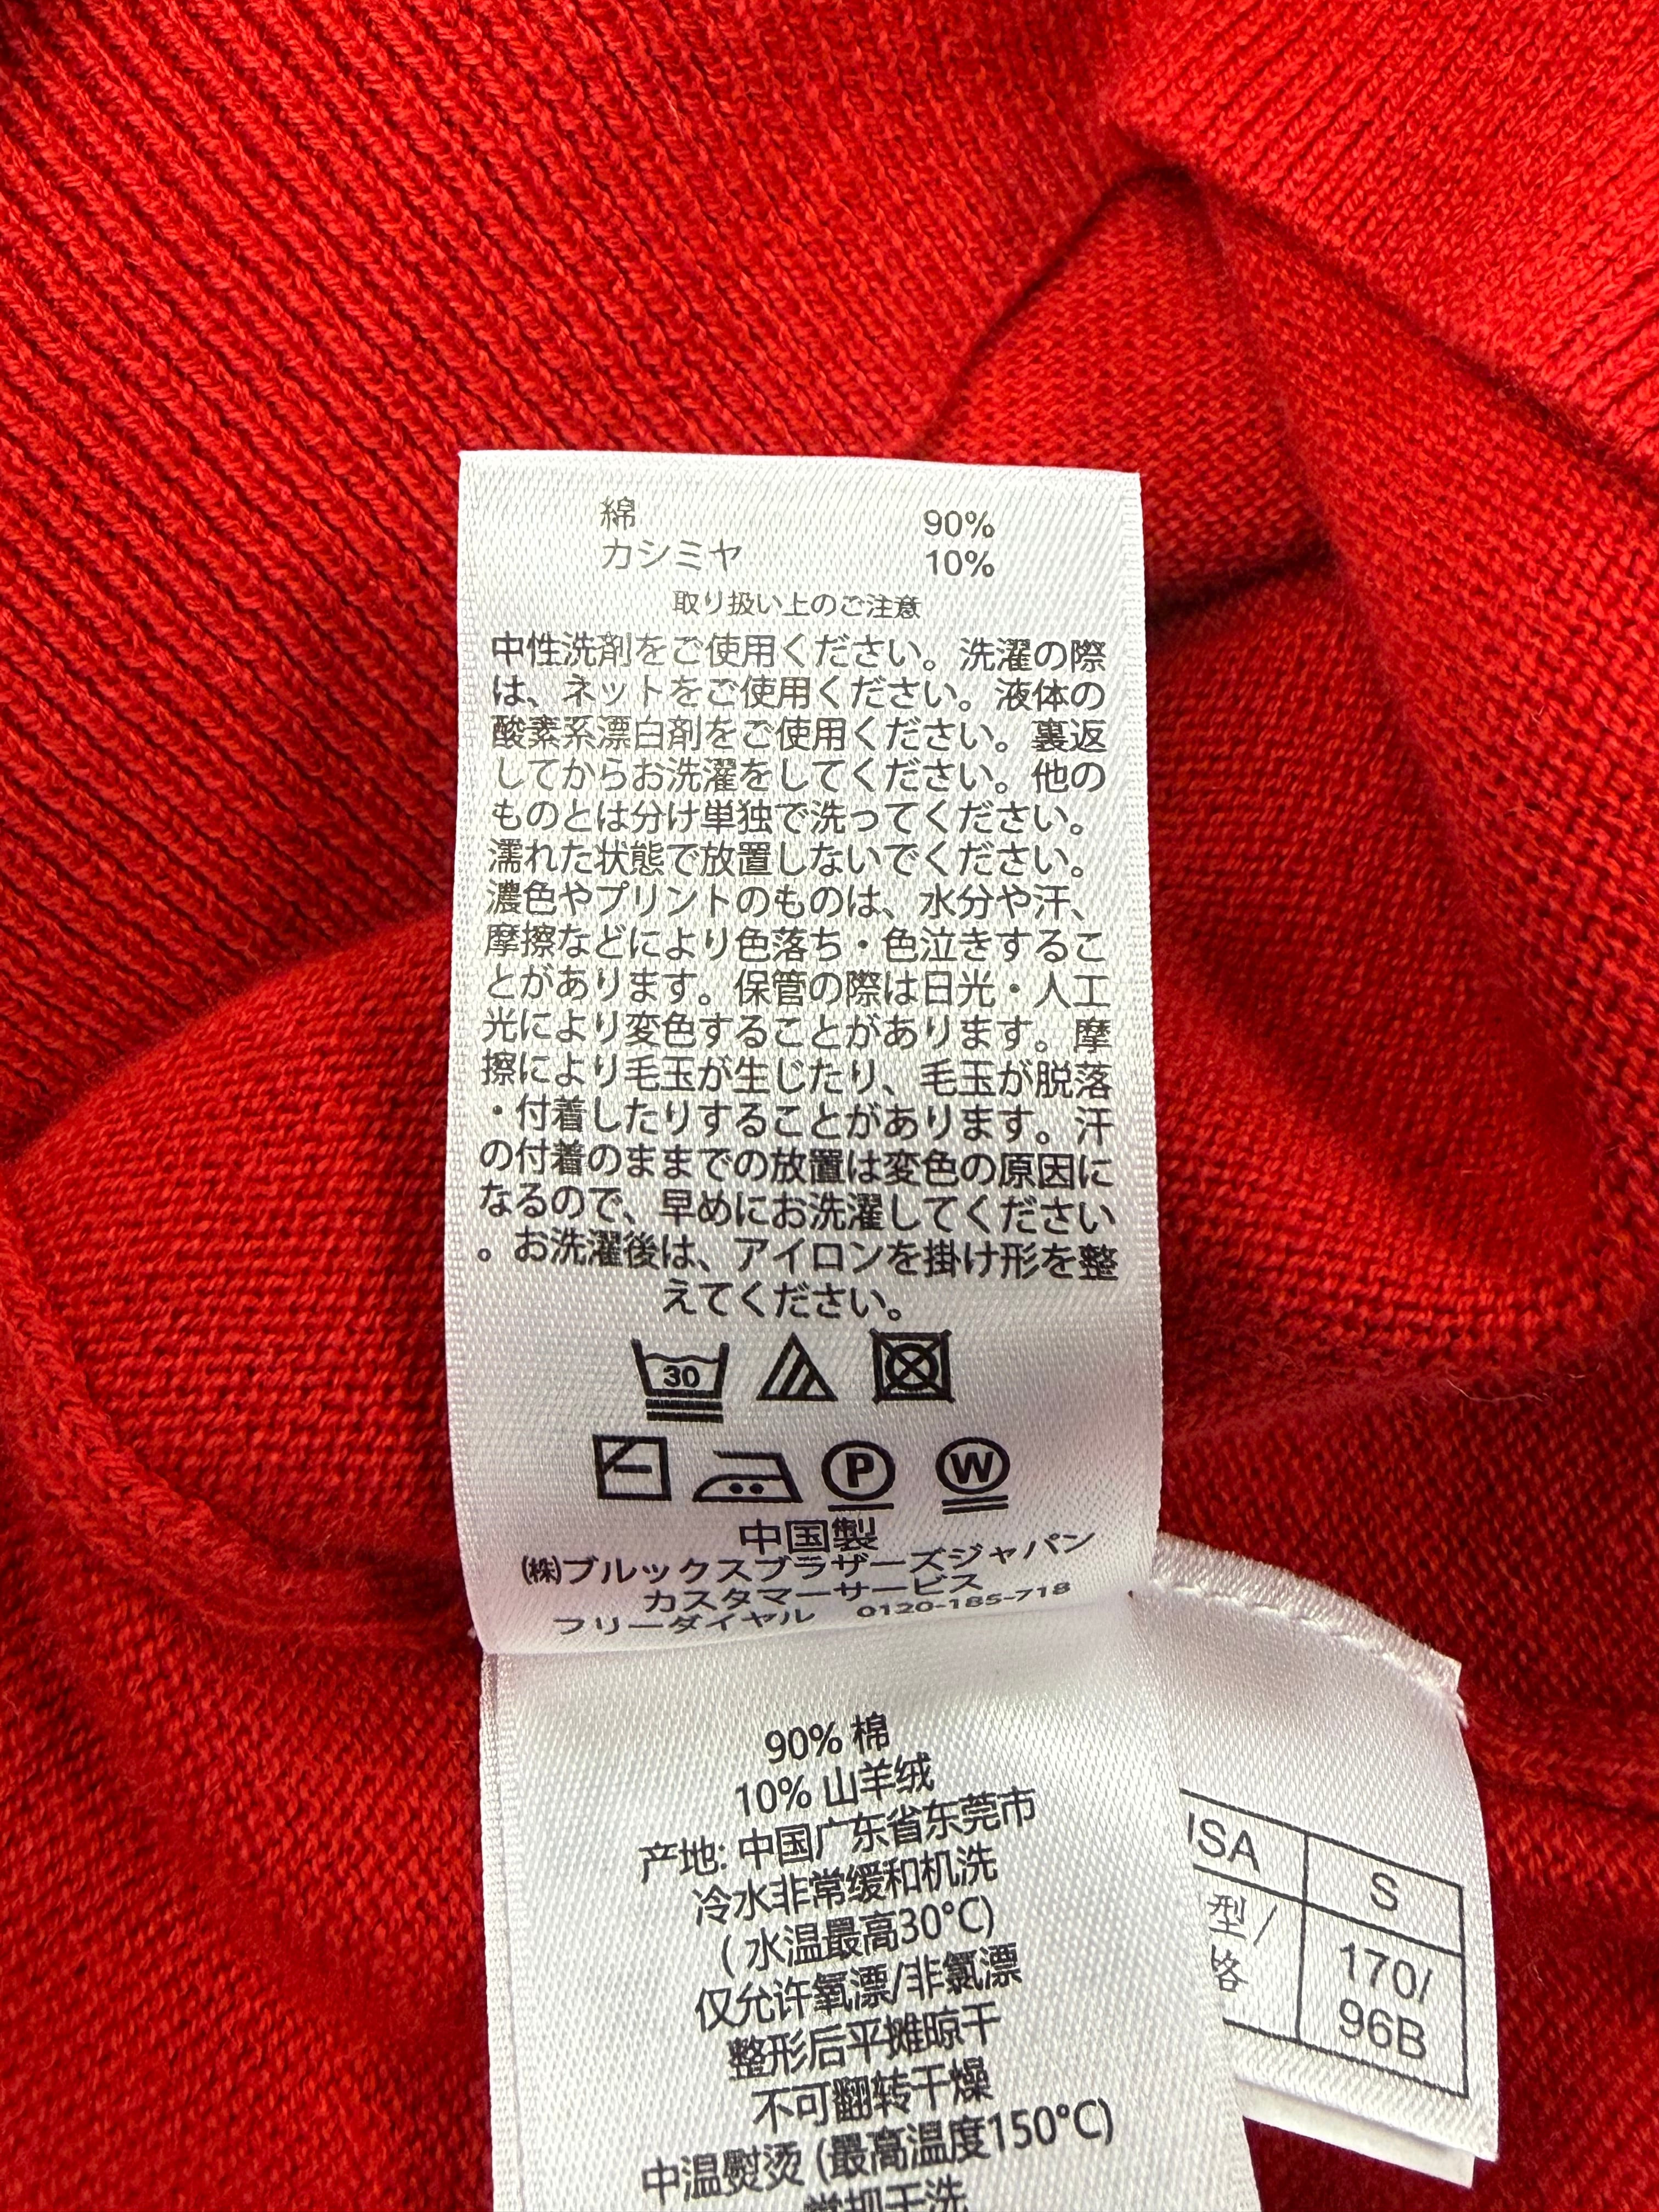 綿 90%
カシミヤ 10%
取り扱い上のご注意
中性洗剤をご使用ください。洗濯の際
は、ネットをご使用ください。液体の
酸素系漂白剤をご使用ください。裏返
してからお洗濯をしてください。他の
ものとは分け単独で洗ってください。
濡れた状態で放置しないでください。
濃色やプリントのものは、水分や汗、
摩擦などにより色落ち・色泣きするこ
とがあります。保管の際は日光・人工
光により変色することがあります。摩
擦により毛玉が生じたり、毛玉が脱落
・付着したりすることがあります。汗
の付着のままでの放置は変色の原因に
なるので、早めにお洗濯してください
。お洗濯後は、アイロンを掛け形を整
えてください。
30
P W
中国製
㈱ブルックスブラザーズジャパン
カスタマーサービス
フリーダイヤル 0120-185-718
90% 棉
10% 山羊绒
产地: 中国广东省东莞市
冷水非常缓和机洗
(水温最高30°C)
仅允许氧漂/非氯漂
整形后平摊晾干
不可翻转干燥
中温熨烫 (最高温度150°C)
常规干洗
SA S
型/ 170/
格 96B